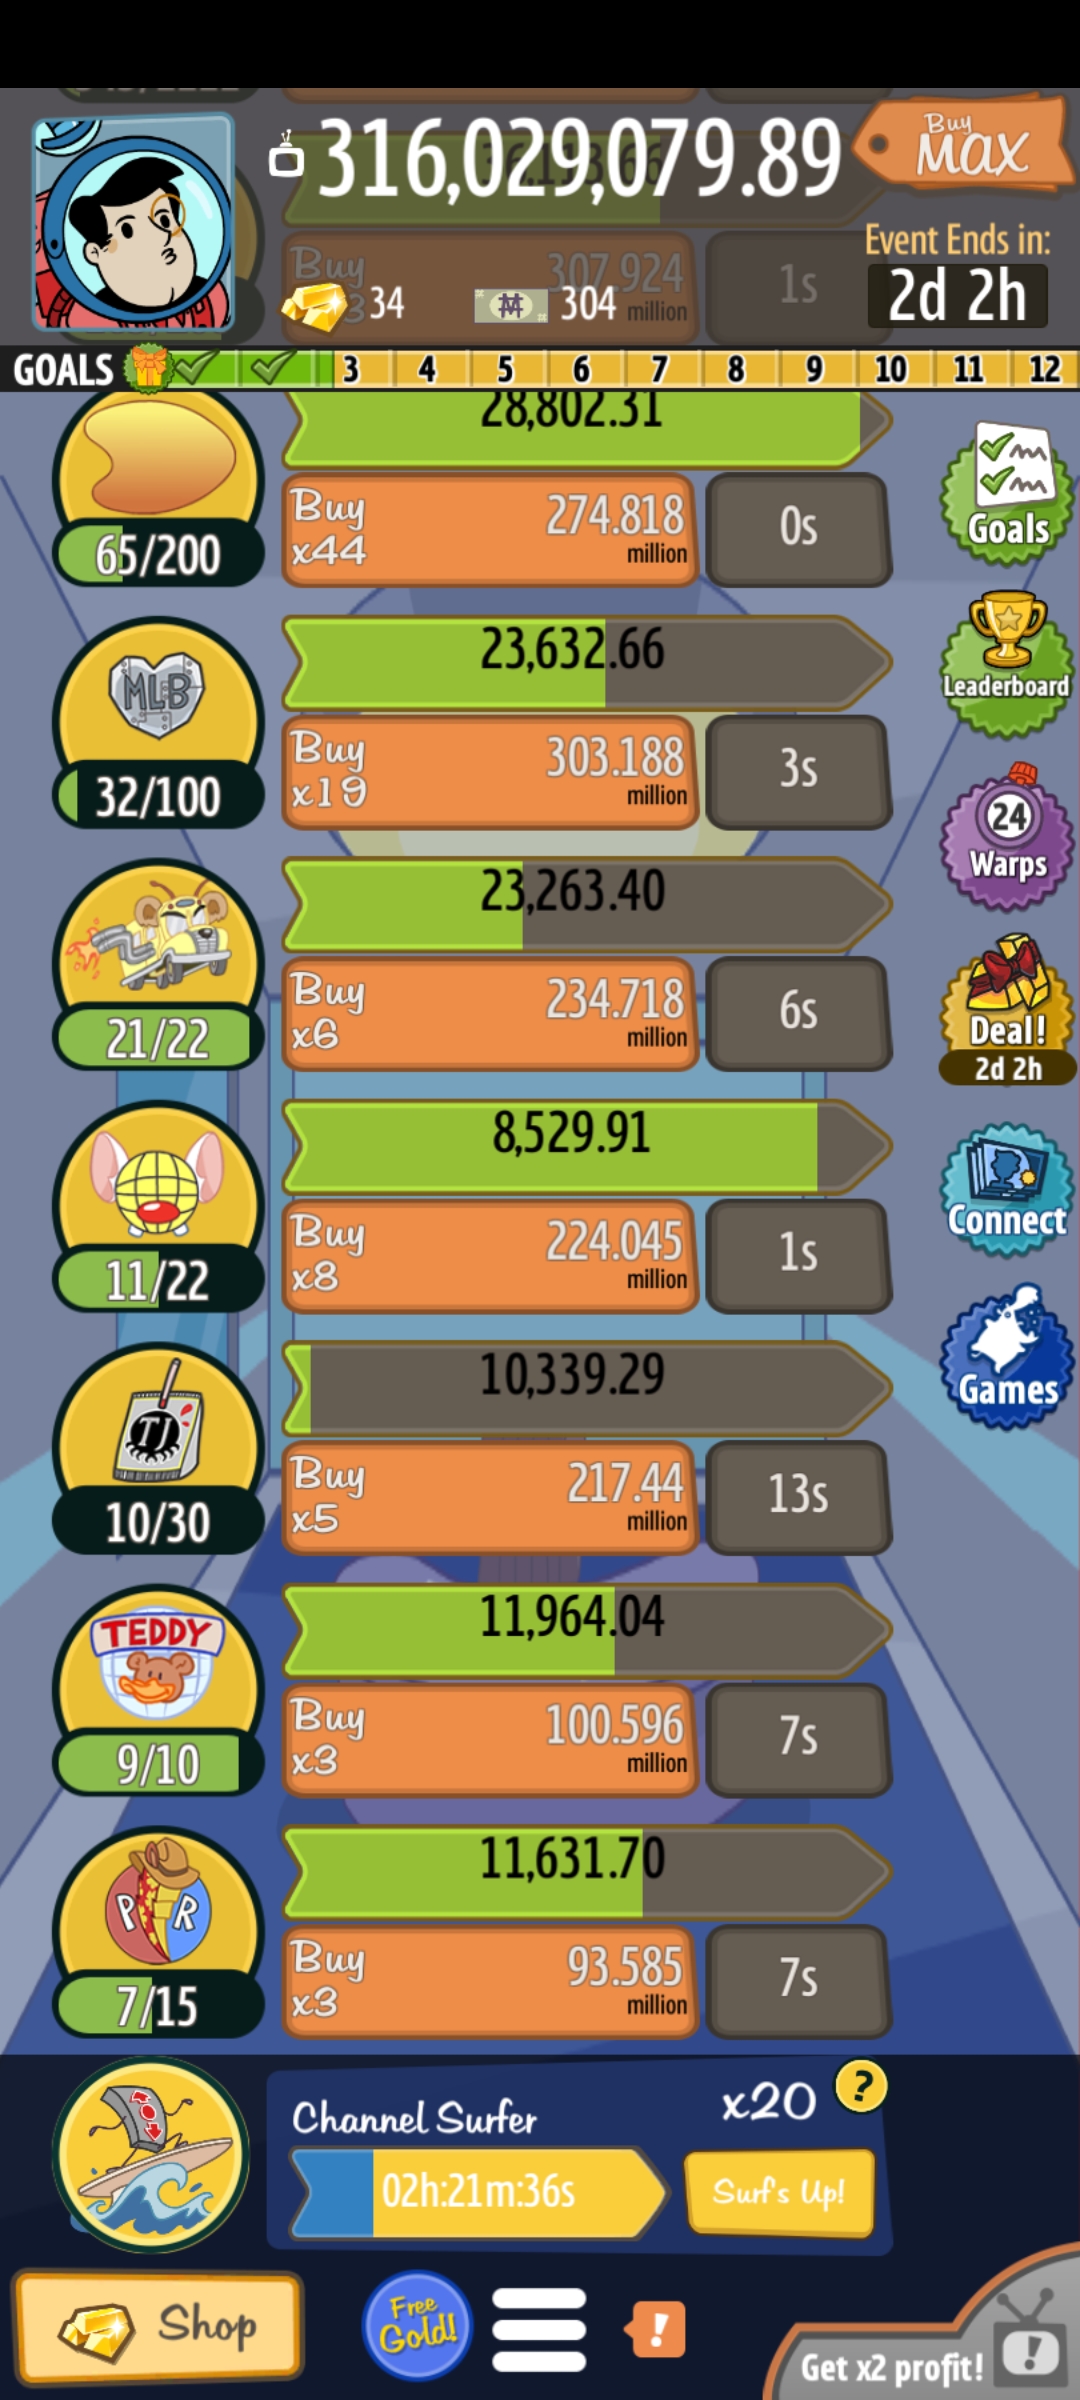 316,029,079.89
Buy
MAX
Event Ends in:
2d 2h
Buy
307.924
million
1s
34
304
GOALS 3 4 5 6 7 8 9 10 11 12
28,802.31
65/200
Buy
x44
274.818
million
0s
Goals
MLB
23,632.66
32/100
Buy
x19
303.188
million
3s
Leaderboard
24
Warps
23,263.40
21/22
Buy
x6
234.718
million
6s
Deal!
2d 2h
8,529.91
11/22
Buy
x8
224.045
million
1s
Connect
TJ
10,339.29
10/30
Buy
x5
217.44
million
13s
Games
TEDDY
11,964.04
9/10
Buy
x3
100.596
million
7s
P R
11,631.70
7/15
Buy
x3
93.585
million
7s
Channel Surfer
x20
?
02h:21m:36s
Surf's Up!
Shop
Free
Gold!
!
Get x2 profit!
!